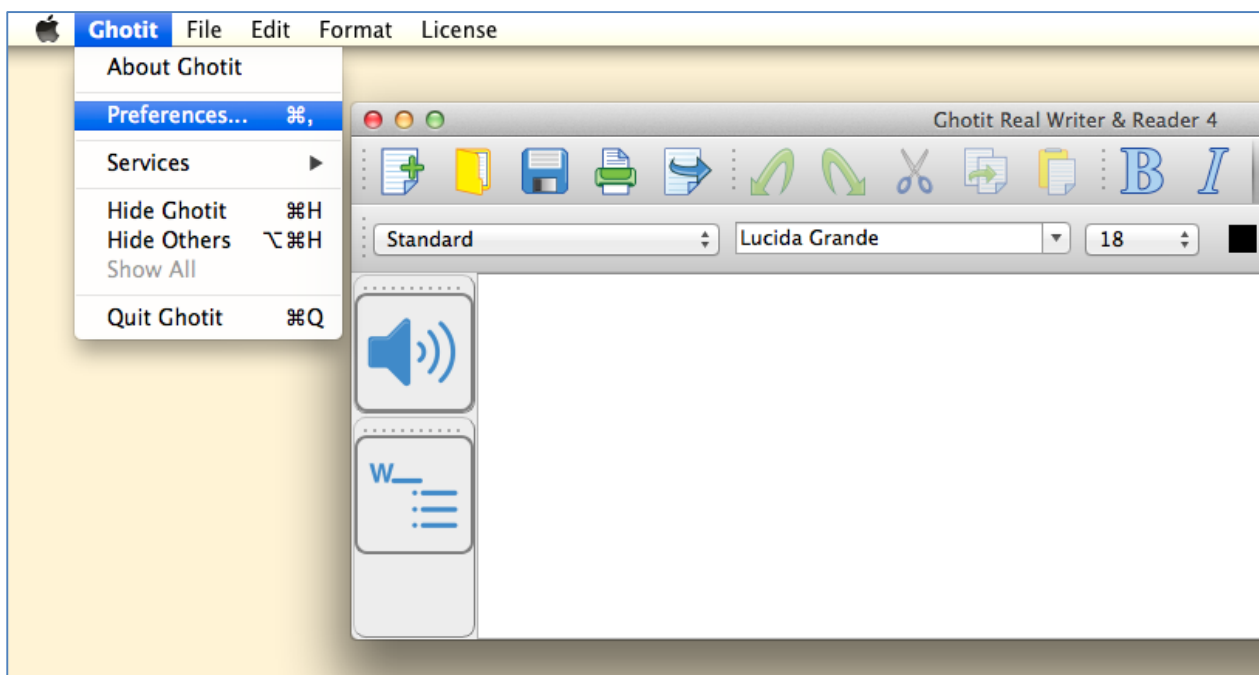 Ghotit File Edit Format License
About Ghotit
Preferences... ⌘,
Services
Hide Ghotit ⌘H
Hide Others ⌥⌘H
Show All
Quit Ghotit ⌘Q
Ghotit Real Writer & Reader 4
B I
Standard Lucida Grande 18
W